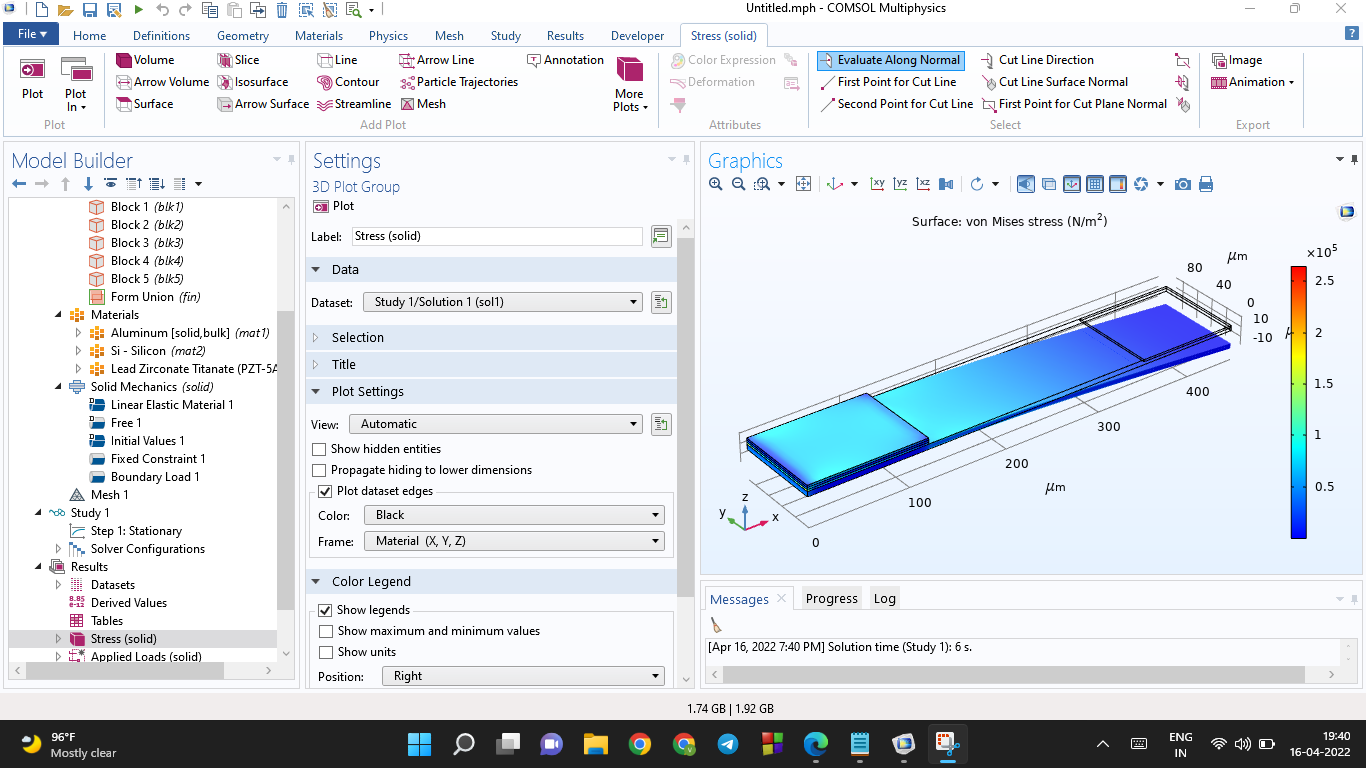 Untitled.mph - COMSOL Multiphysics
File
Home
Definitions
Geometry
Materials
Physics
Mesh
Study
Results
Developer
Stress (solid)
Plot
Plot
In
Plot
Volume
Arrow Volume
Surface
Slice
Isosurface
Arrow Surface
Line
Contour
Streamline
Arrow Line
Particle Trajectories
Mesh
Annotation
More
Plots
Add Plot
Color Expression
Deformation
Attributes
Evaluate Along Normal
First Point for Cut Line
Second Point for Cut Line
Cut Line Direction
Cut Line Surface Normal
First Point for Cut Plane Normal
Select
Image
Animation
Export
Model Builder
Block 1 (blk1)
Block 2 (blk2)
Block 3 (blk3)
Block 4 (blk4)
Block 5 (blk5)
Form Union (fin)
Materials
Aluminum [solid,bulk] (mat1)
Si - Silicon (mat2)
Lead Zirconate Titanate (PZT-5A
Solid Mechanics (solid)
Linear Elastic Material 1
Free 1
Initial Values 1
Fixed Constraint 1
Boundary Load 1
Mesh 1
Study 1
Step 1: Stationary
Solver Configurations
Results
Datasets
8.85
e-12
Derived Values
Tables
Stress (solid)
Applied Loads (solid)
Settings
3D Plot Group
Plot
Label: Stress (solid)
Data
Dataset: Study 1/Solution 1 (sol1)
Selection
Title
Plot Settings
View: Automatic
Show hidden entities
Propagate hiding to lower dimensions
Plot dataset edges
Color: Black
Frame: Material (X, Y, Z)
Color Legend
Show legends
Show maximum and minimum values
Show units
Position: Right
Graphics
xy
yz
xz
Surface: von Mises stress (N/m²)
×10⁵
2.5
2
1.5
1
0.5
μm
80
40
0
10
-10
μ
400
300
200
100
0
μm
z
y
x
Messages
Progress
Log
[Apr 16, 2022 7:40 PM] Solution time (Study 1): 6 s.
1.74 GB | 1.92 GB
96°F
Mostly clear
ENG
IN
19:40
16-04-2022